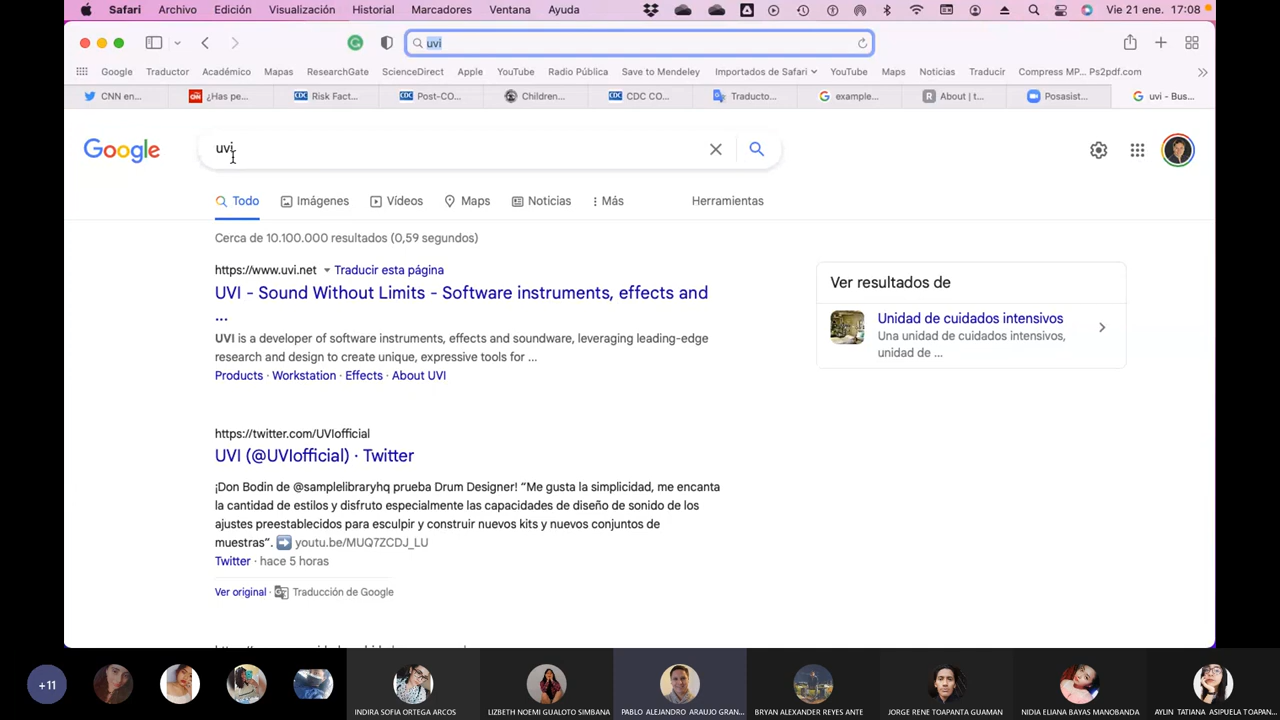 Safari Archivo Edición Visualización Historial Marcadores Ventana Ayuda Vie 21 ene. 17:08
uvi
Google Traductor Académico Mapas ResearchGate ScienceDirect Apple YouTube Radio Pública Save to Mendeley Importados de Safari YouTube Maps Noticias Traducir Compress MP... Ps2pdf.com
CNN en... ¿Has pe... Risk Fact... Post-CO... Children... CDC CO... Traducto... example... About | t... Posasist... uvi - Bus...
Google uvi
Todo Imágenes Vídeos Maps Noticias Más Herramientas
Cerca de 10.100.000 resultados (0,59 segundos)
https://www.uvi.net Traducir esta página
UVI - Sound Without Limits - Software instruments, effects and
...
UVI is a developer of software instruments, effects and soundware, leveraging leading-edge
research and design to create unique, expressive tools for ...
Products · Workstation · Effects · About UVI
Ver resultados de
Unidad de cuidados intensivos
Una unidad de cuidados intensivos,
unidad de ...
https://twitter.com/UVIofficial
UVI (@UVIofficial) · Twitter
¡Don Bodin de @samplelibraryhq prueba Drum Designer! “Me gusta la simplicidad, me encanta
la cantidad de estilos y disfruto especialmente las capacidades de diseño de sonido de los
ajustes preestablecidos para esculpir y construir nuevos kits y nuevos conjuntos de
muestras”. youtu.be/MUQ7ZCDJ_LU
Twitter · hace 5 horas
Ver original · Traducción de Google
+11
INDIRA SOFIA ORTEGA ARCOS LIZBETH NOEMI GUALOTO SIMBANA PABLO ALEJANDRO ARAUJO GRAN... BRYAN ALEXANDER REYES ANTE JORGE RENE TOAPANTA GUAMAN NIDIA ELIANA BAYAS MANOBANDA AYLIN TATIANA ASIPUELA TOAPAN...